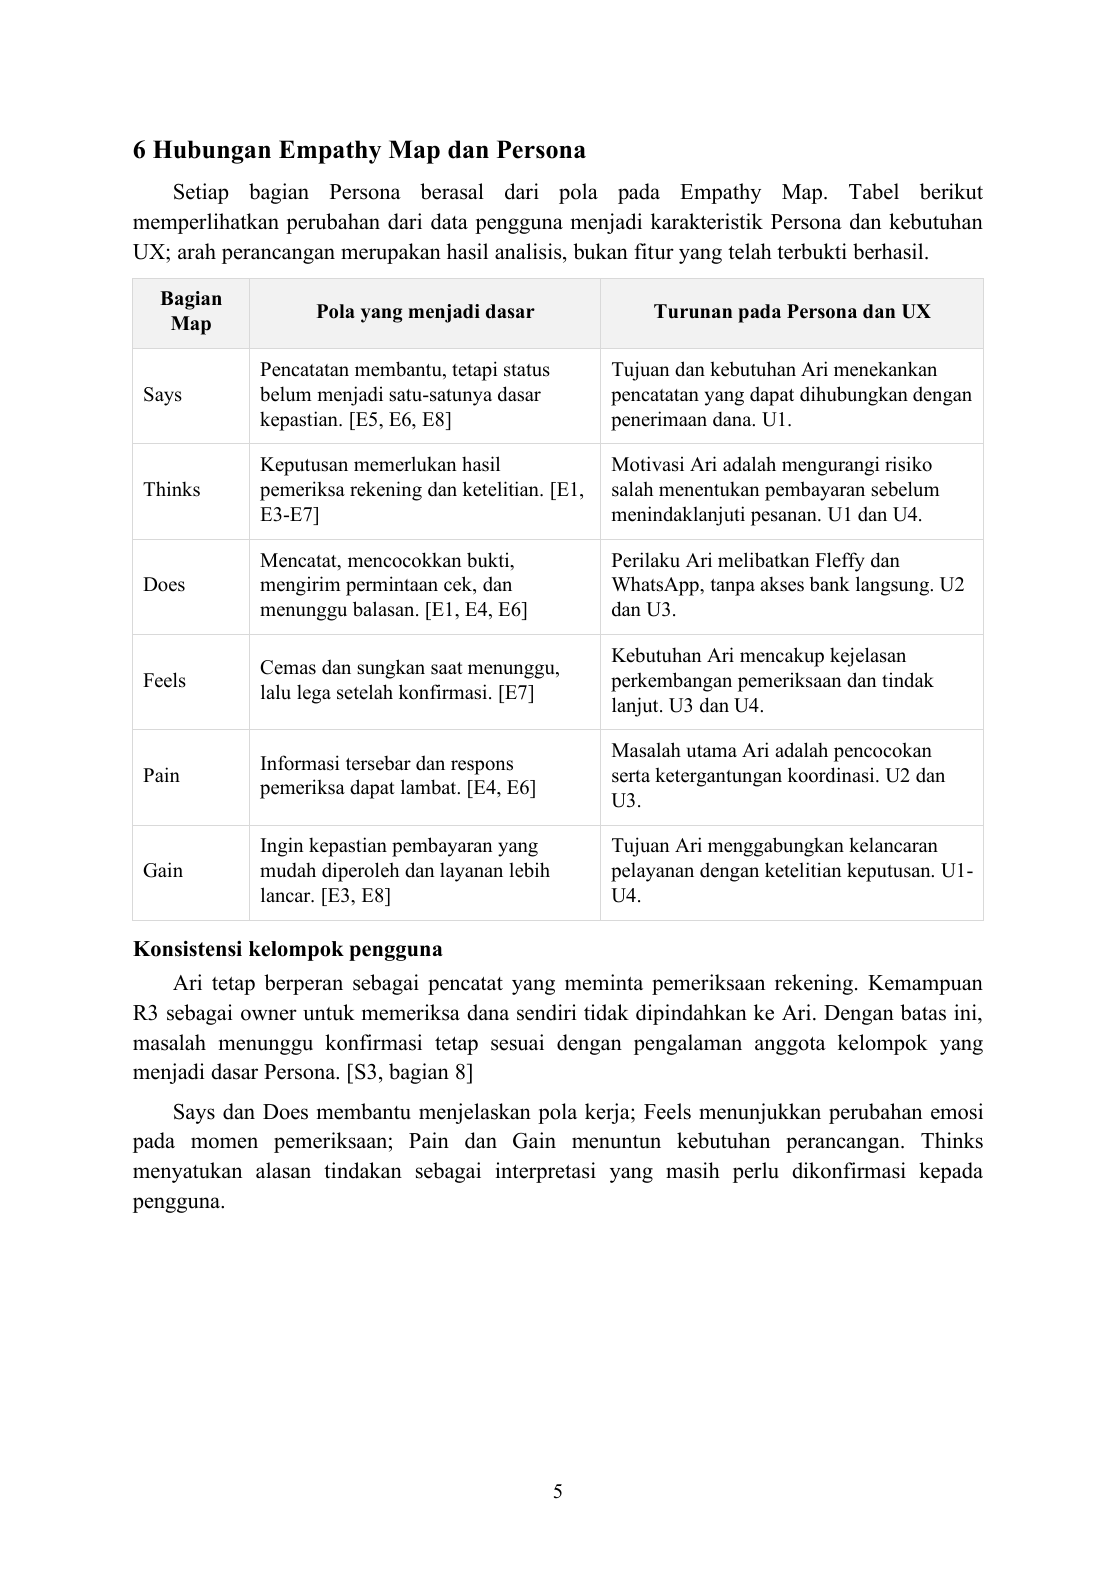 6 Hubungan Empathy Map dan Persona
Setiap bagian Persona berasal dari pola pada Empathy Map. Tabel berikut
memperlihatkan perubahan dari data pengguna menjadi karakteristik Persona dan kebutuhan
UX; arah perancangan merupakan hasil analisis, bukan fitur yang telah terbukti berhasil.
Bagian
Map
Pola yang menjadi dasar
Turunan pada Persona dan UX
Says
Pencatatan membantu, tetapi status
belum menjadi satu-satunya dasar
kepastian. [E5, E6, E8]
Tujuan dan kebutuhan Ari menekankan
pencatatan yang dapat dihubungkan dengan
penerimaan dana. U1.
Thinks
Keputusan memerlukan hasil
pemeriksa rekening dan ketelitian. [E1,
E3-E7]
Motivasi Ari adalah mengurangi risiko
salah menentukan pembayaran sebelum
menindaklanjuti pesanan. U1 dan U4.
Does
Mencatat, mencocokkan bukti,
mengirim permintaan cek, dan
menunggu balasan. [E1, E4, E6]
Perilaku Ari melibatkan Fleffy dan
WhatsApp, tanpa akses bank langsung. U2
dan U3.
Feels
Cemas dan sungkan saat menunggu,
lalu lega setelah konfirmasi. [E7]
Kebutuhan Ari mencakup kejelasan
perkembangan pemeriksaan dan tindak
lanjut. U3 dan U4.
Pain
Informasi tersebar dan respons
pemeriksa dapat lambat. [E4, E6]
Masalah utama Ari adalah pencocokan
serta ketergantungan koordinasi. U2 dan
U3.
Gain
Ingin kepastian pembayaran yang
mudah diperoleh dan layanan lebih
lancar. [E3, E8]
Tujuan Ari menggabungkan kelancaran
pelayanan dengan ketelitian keputusan. U1-
U4.
Konsistensi kelompok pengguna
Ari tetap berperan sebagai pencatat yang meminta pemeriksaan rekening. Kemampuan
R3 sebagai owner untuk memeriksa dana sendiri tidak dipindahkan ke Ari. Dengan batas ini,
masalah menunggu konfirmasi tetap sesuai dengan pengalaman anggota kelompok yang
menjadi dasar Persona. [S3, bagian 8]
Says dan Does membantu menjelaskan pola kerja; Feels menunjukkan perubahan emosi
pada momen pemeriksaan; Pain dan Gain menuntun kebutuhan perancangan. Thinks
menyatukan alasan tindakan sebagai interpretasi yang masih perlu dikonfirmasi kepada
pengguna.
5